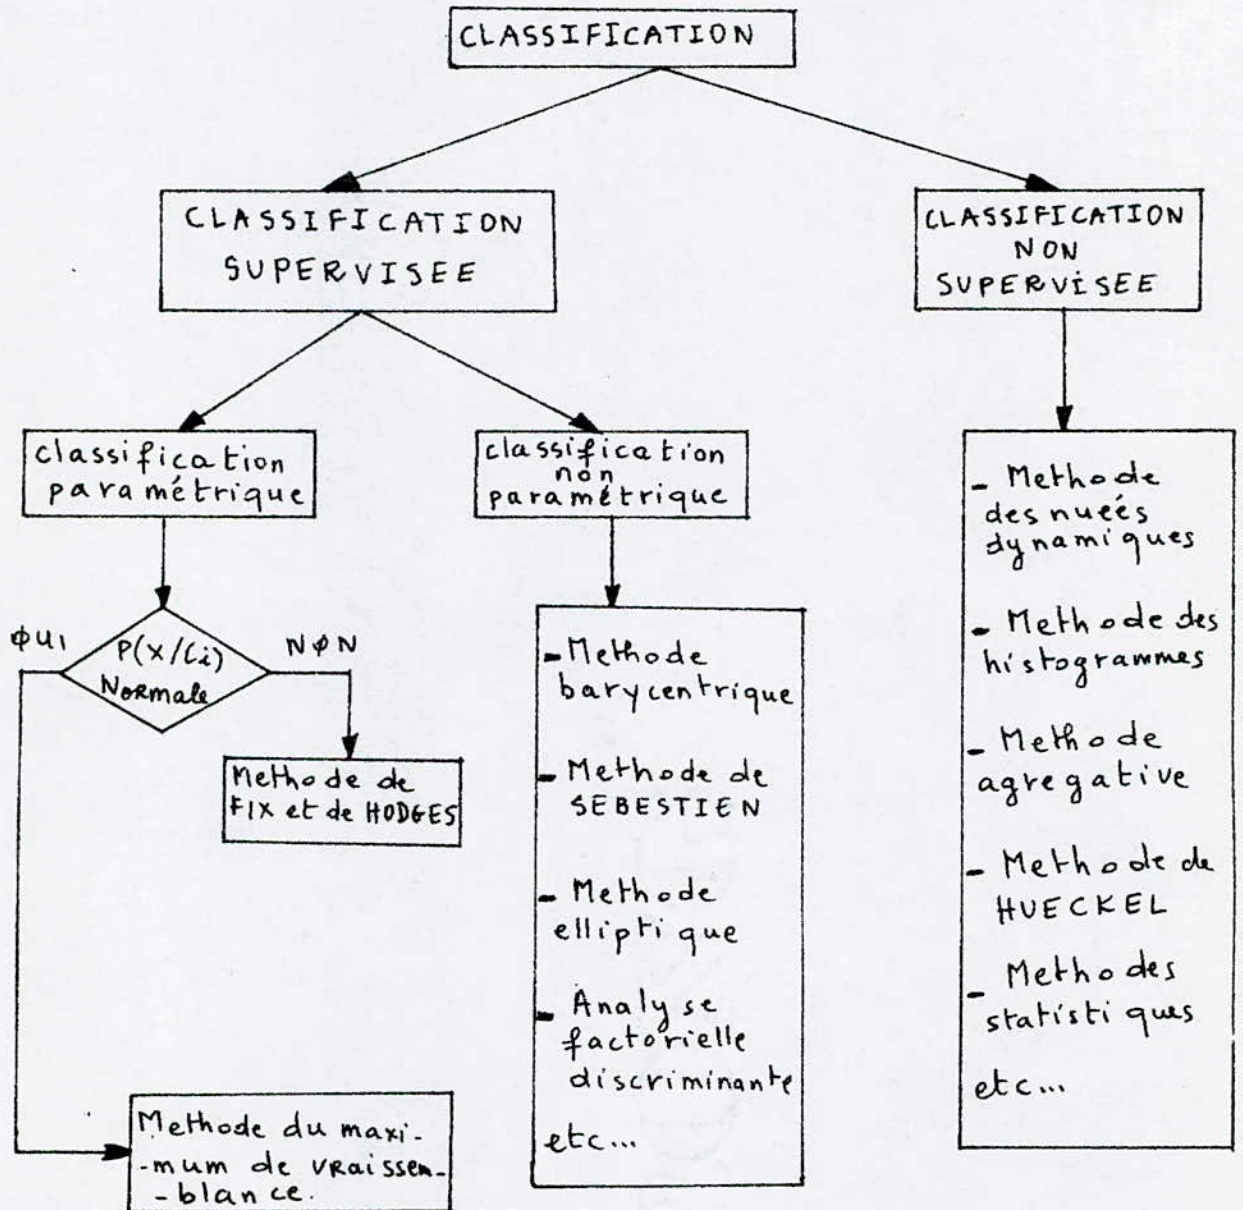 CLASSIFICATION
CLASSIFICATION
SUPERVISEE
CLASSIFICATION
NON
SUPERVISEE
classification
paramétrique
classification
non
paramétrique
ΦUI
P(x/Ci)
NORMALE
NΦN
Methode de
FIX et de HODGES
Methode du maxi-
-mum de vRaissem-
-blance.
- Methode
barycentrique
- Methode de
SEBESTIEN
- Methode
elliptique
- Analyse
factorielle
discriminante
etc...
- Methode
des nuées
dynamiques
- Methode des
histogrammes
- Methode
agregative
- Methode de
HUECKEL
- Methodes
statistiques
etc...